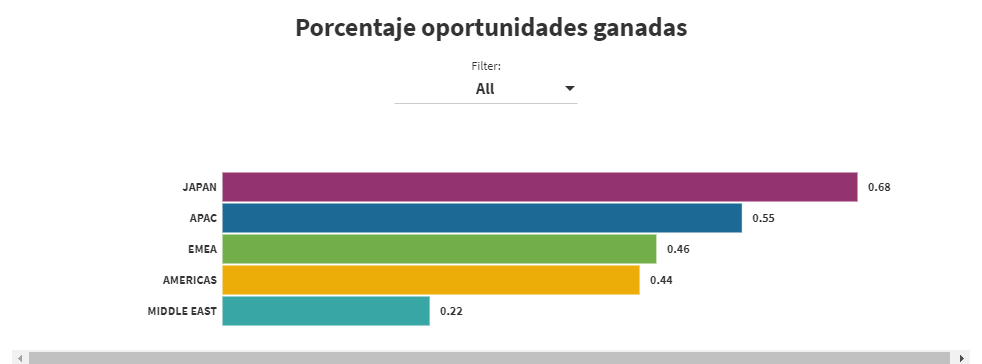 Porcentaje oportunidades ganadas
Filter:
All
JAPAN 0.68
APAC 0.55
EMEA 0.46
AMERICAS 0.44
MIDDLE EAST 0.22